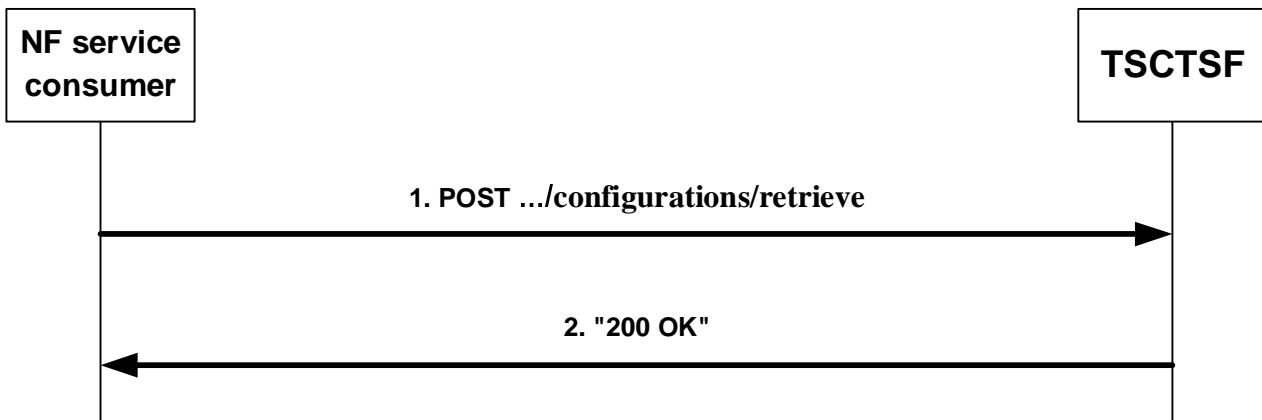 NF service
consumer
TSCTSF
1. POST .../configurations/retrieve
2. "200 OK"